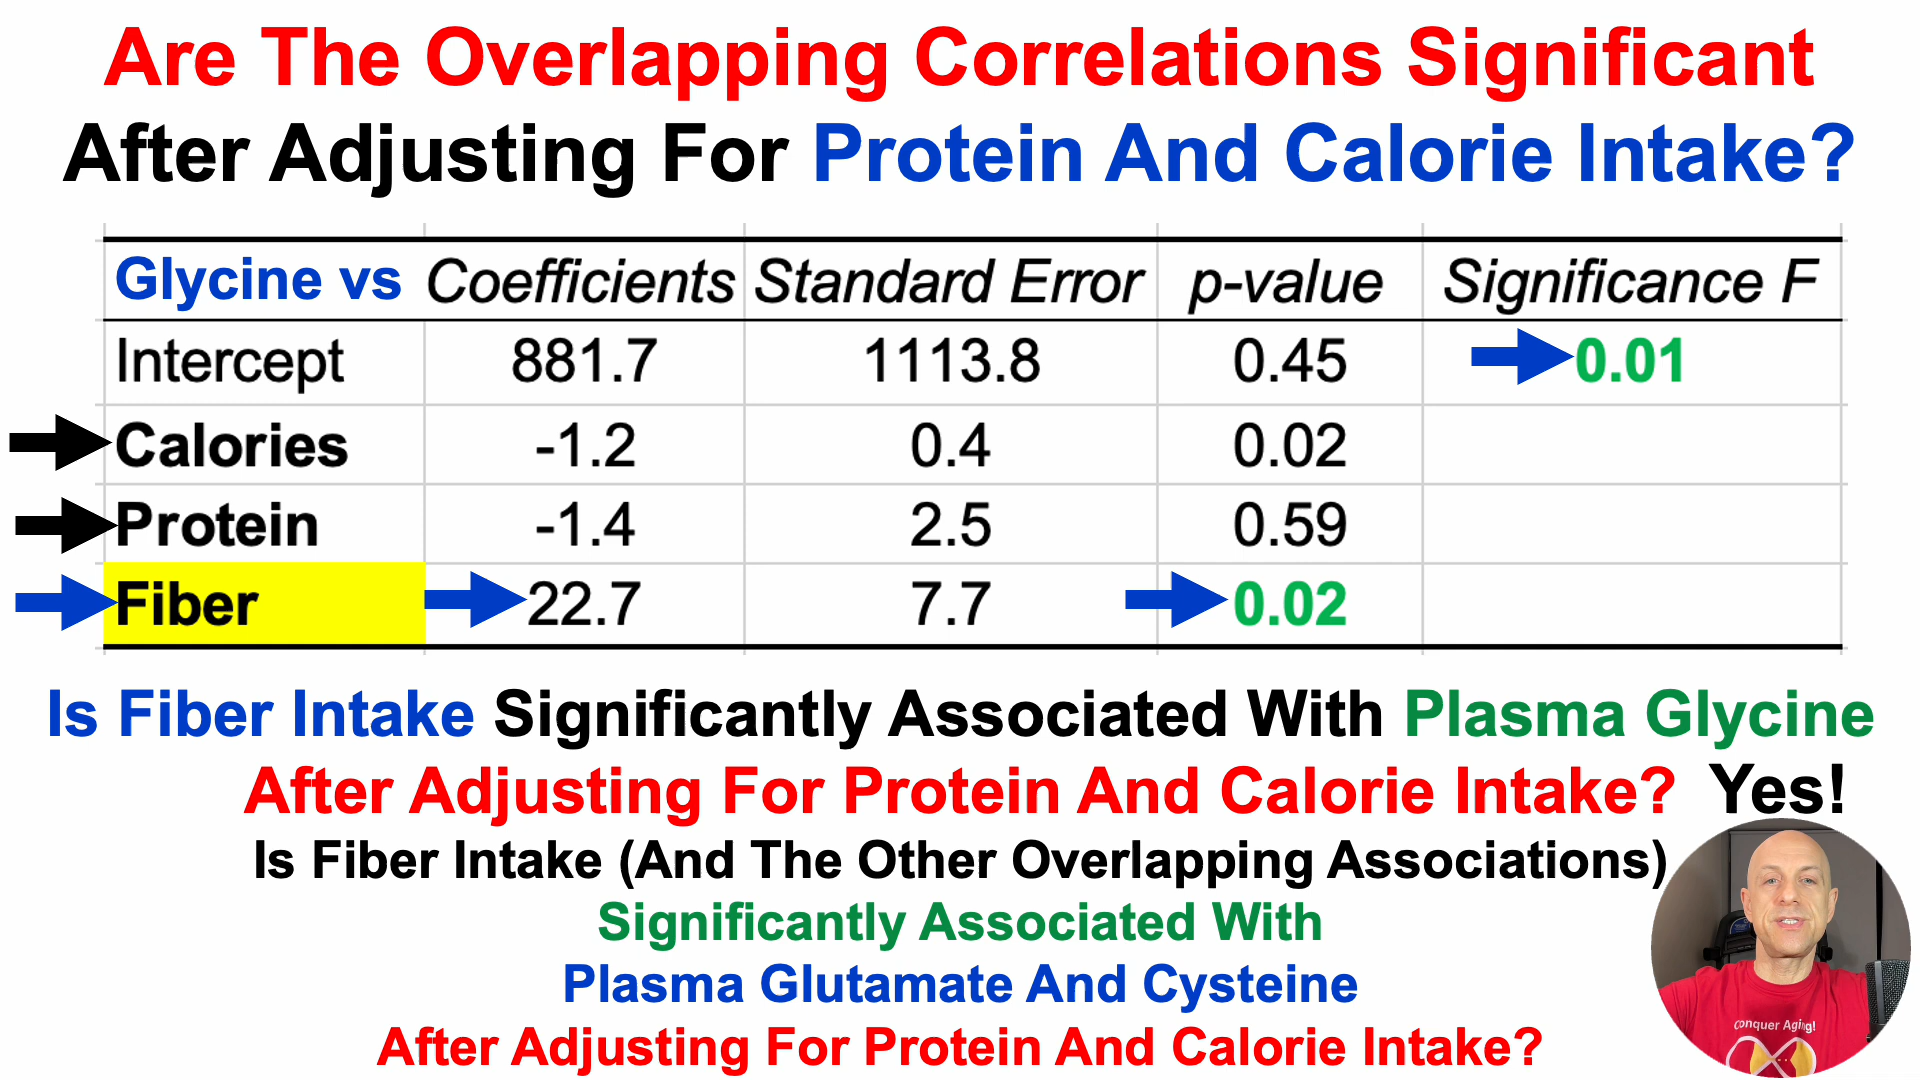 Are The Overlapping Correlations Significant
After Adjusting For Protein And Calorie Intake?
Glycine vs Coefficients Standard Error p-value Significance F
Intercept 881.7 1113.8 0.45 0.01
Calories -1.2 0.4 0.02
Protein -1.4 2.5 0.59
Fiber 22.7 7.7 0.02
Is Fiber Intake Significantly Associated With Plasma Glycine
After Adjusting For Protein And Calorie Intake? Yes!
Is Fiber Intake (And The Other Overlapping Associations)
Significantly Associated With
Plasma Glutamate And Cysteine
After Adjusting For Protein And Calorie Intake?
Conquer Aging!